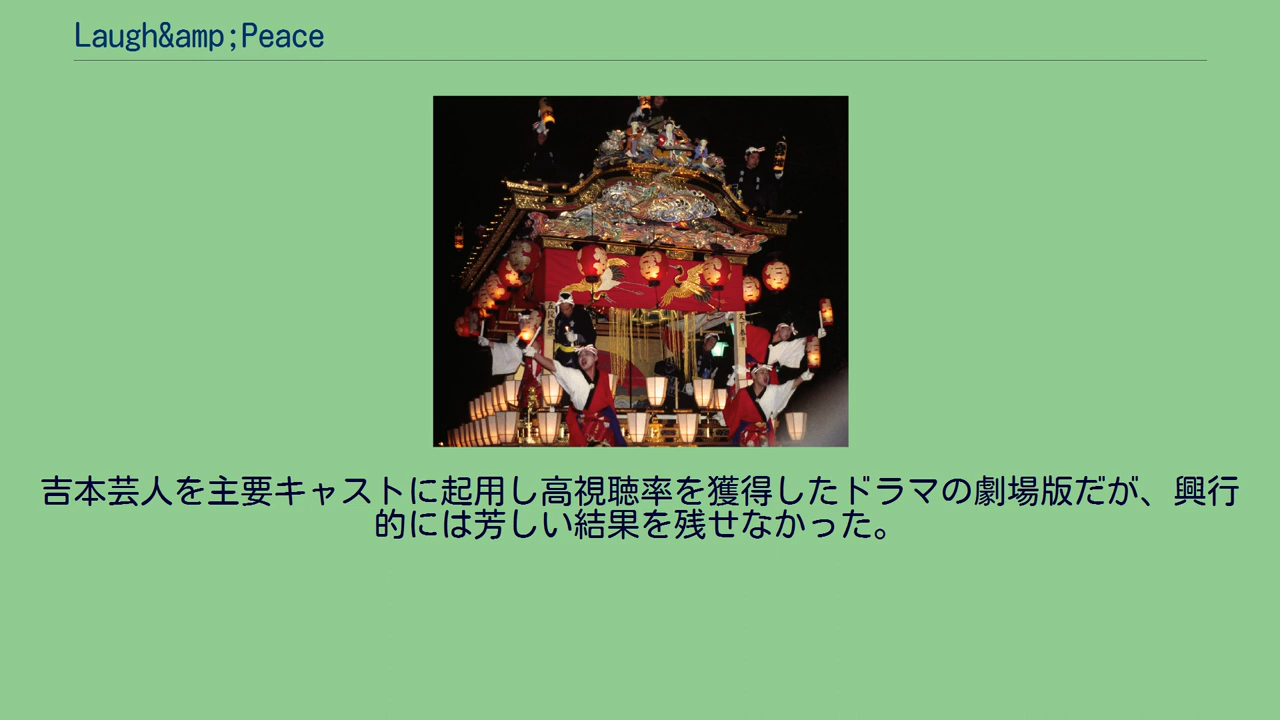 Laugh&amp;Peace
吉本芸人を主要キャストに起用し高視聴率を獲得したドラマの劇場版だが、興行
的には芳しい結果を残せなかった。